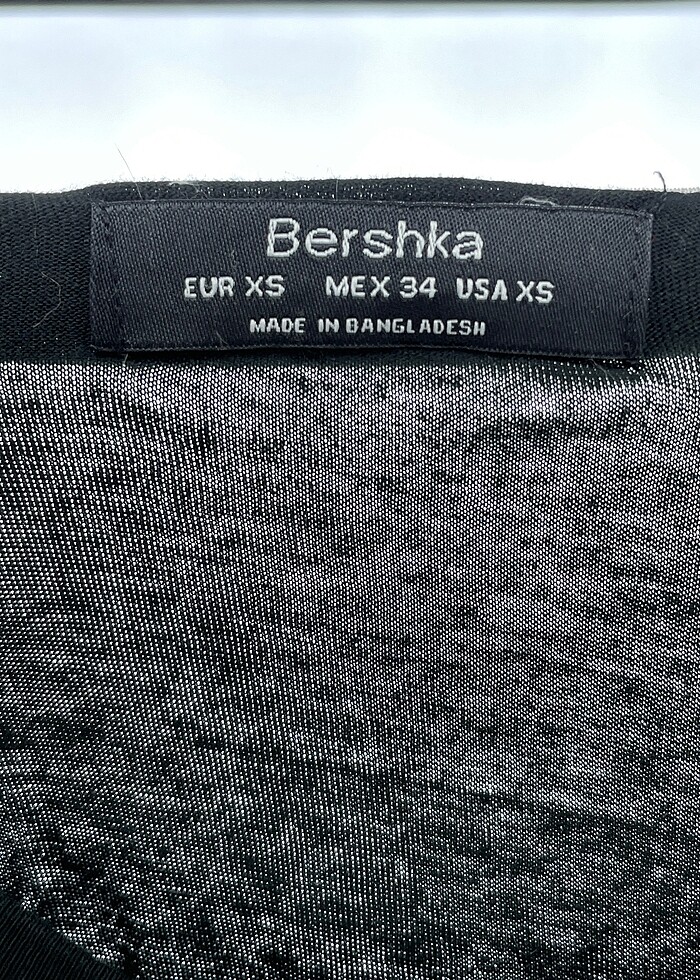 Bershka
EUR XS MEX 34 USA XS
MADE IN BANGLADESH